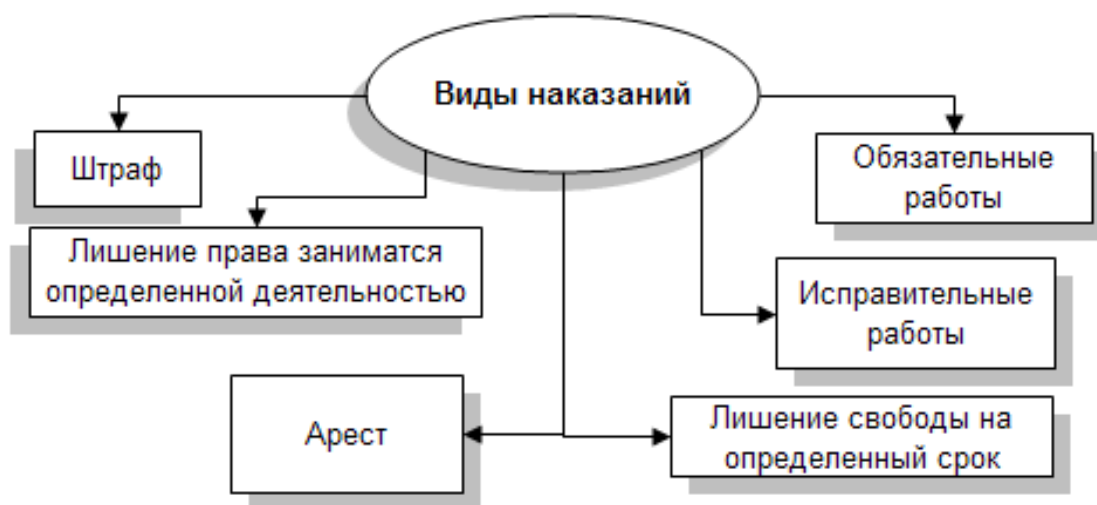 Виды наказаний
Штраф
Обязательные
работы
Лишение права заниматся
определенной деятельностью
Исправительные
работы
Арест
Лишение свободы на
определенный срок